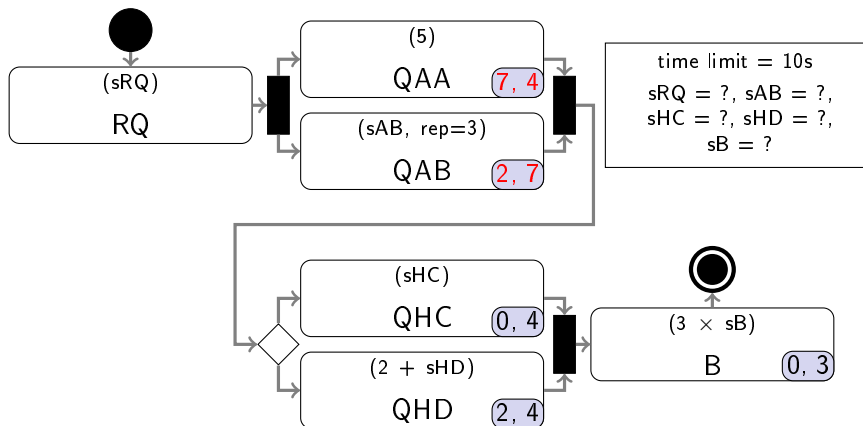 (sRQ)
RQ
(5)
QAA
7, 4
(sAB, rep=3)
QAB
2, 7
time limit = 10s
sRQ = ?, sAB = ?,
sHC = ?, sHD = ?,
sB = ?
(sHC)
QHC
0, 4
(2 + sHD)
QHD
2, 4
(3 × sB)
B
0, 3